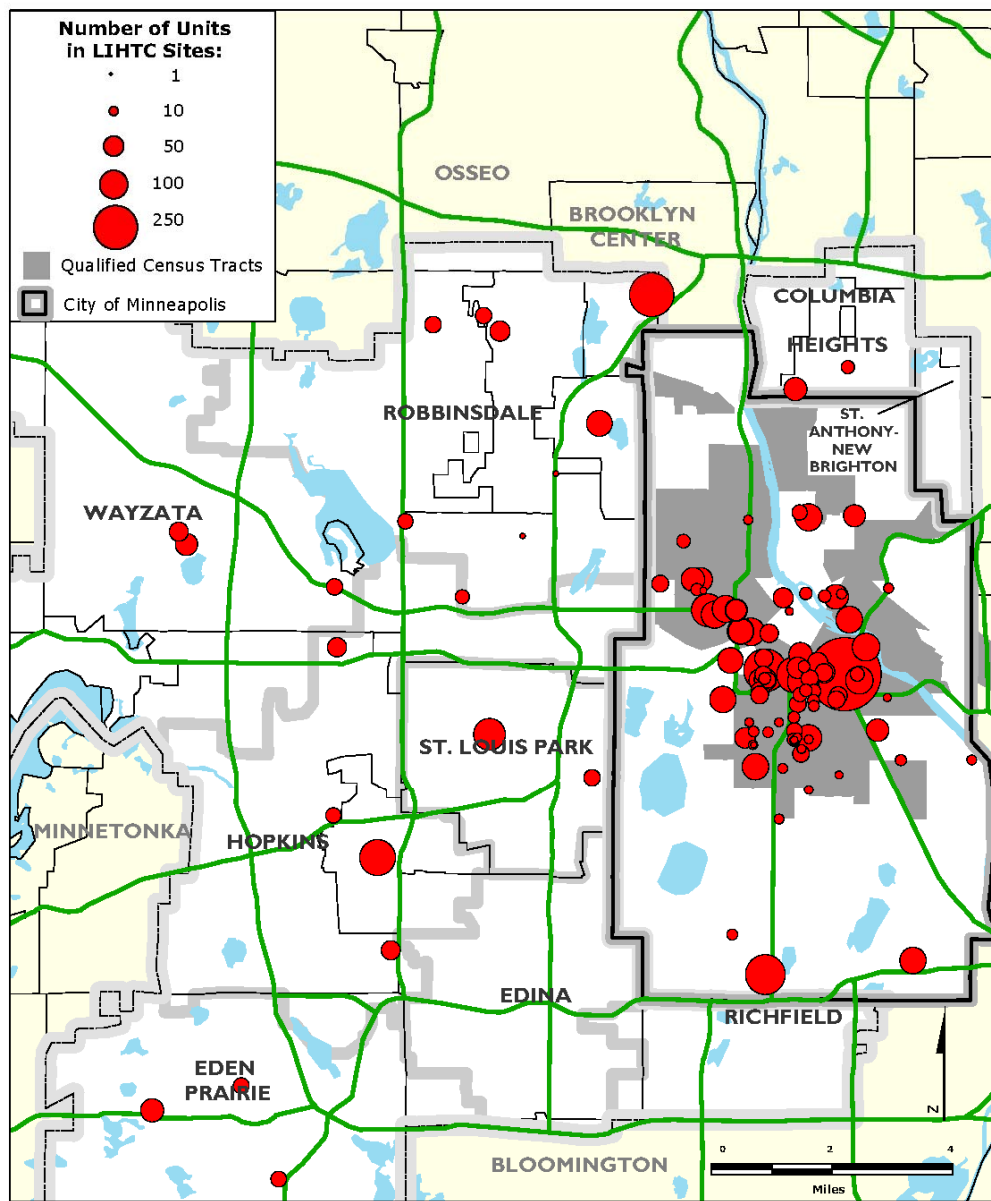 Number of Units
in LIHTC Sites:
1
10
50
100
250
Qualified Census Tracts
City of Minneapolis
OSSEO
BROOKLYN
CENTER
COLUMBIA
HEIGHTS
ROBBINSDALE
ST.
ANTHONY-
NEW
BRIGHTON
WAYZATA
ST. LOUIS PARK
MINNETONKA
HOPKINS
EDINA
RICHFIELD
EDEN
PRAIRIE
N
BLOOMINGTON
0 2 4
Miles